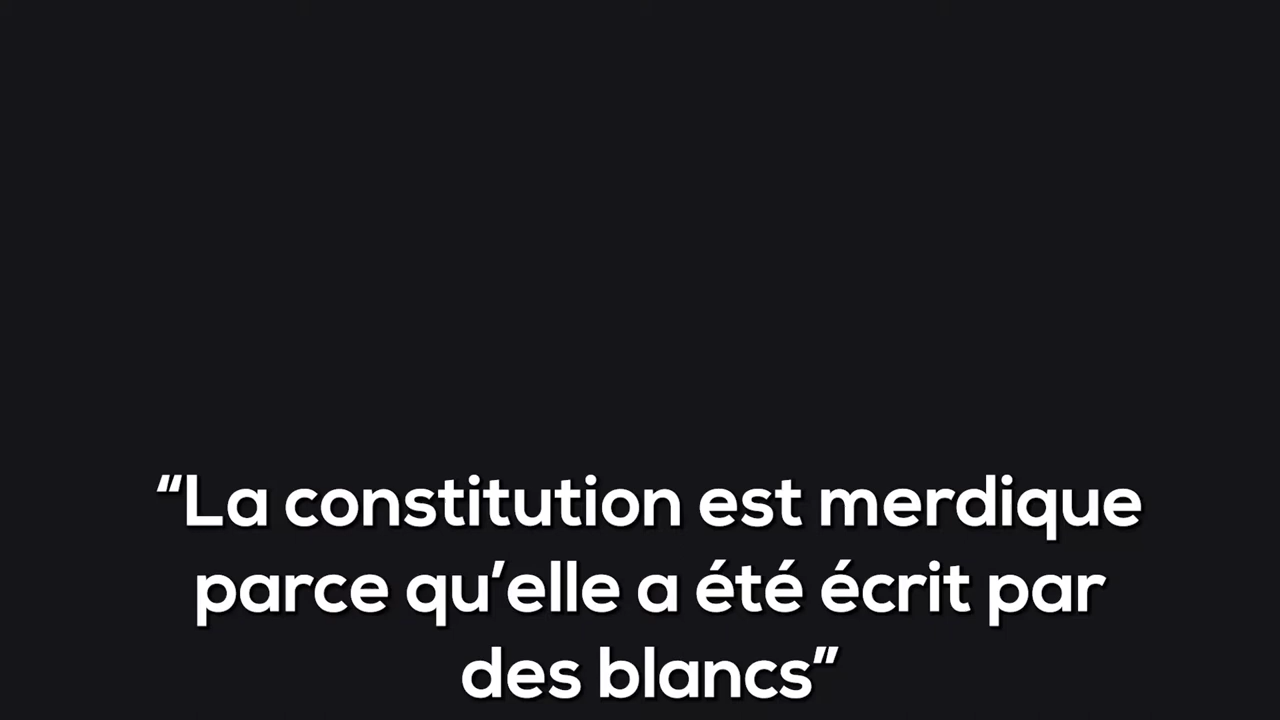 “La constitution est merdique
parce qu’elle a été écrit par
des blancs”